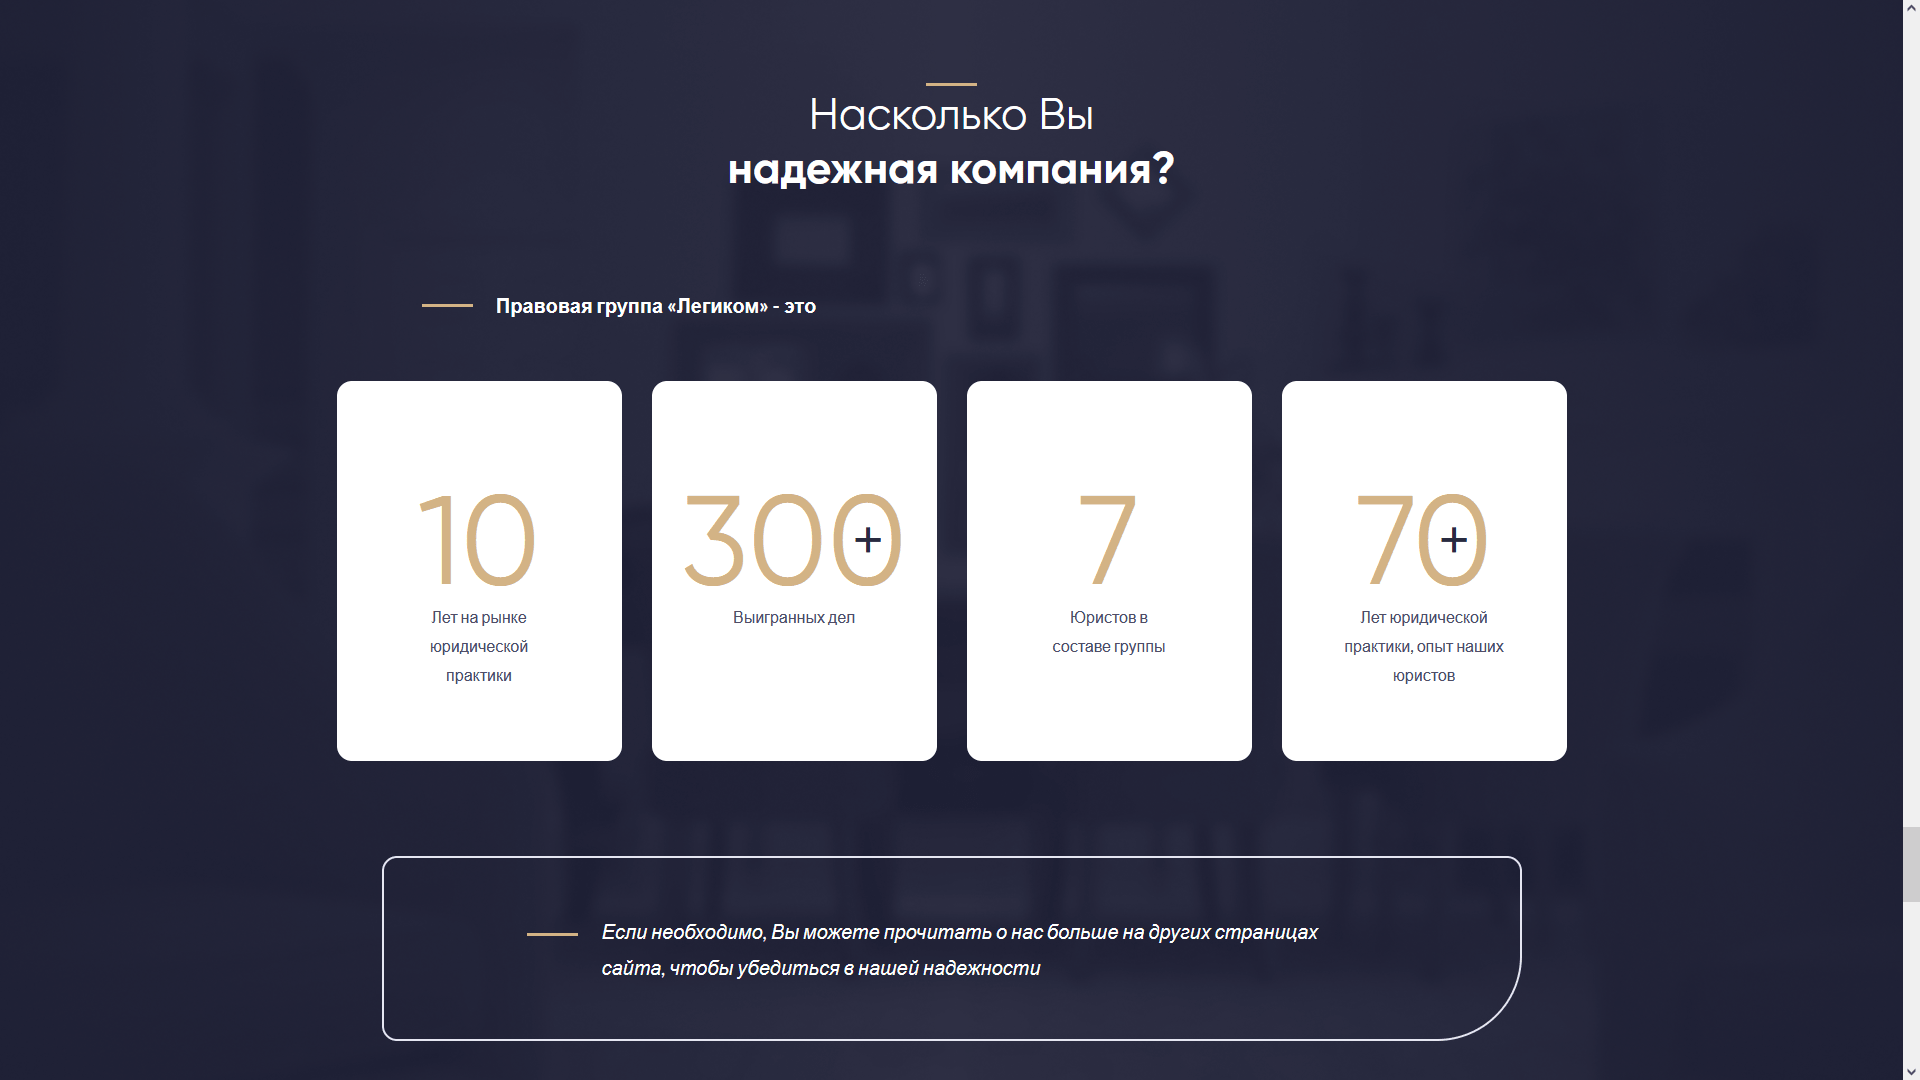 Насколько Вы
надежная компания?
Правовая группа «Легиком» - это
10
Лет на рынке
юридической
практики
300+
Выигранных дел
7
Юристов в
составе группы
70+
Лет юридической
практики, опыт наших
юристов
Если необходимо, Вы можете прочитать о нас больше на других страницах
сайта, чтобы убедиться в нашей надежности